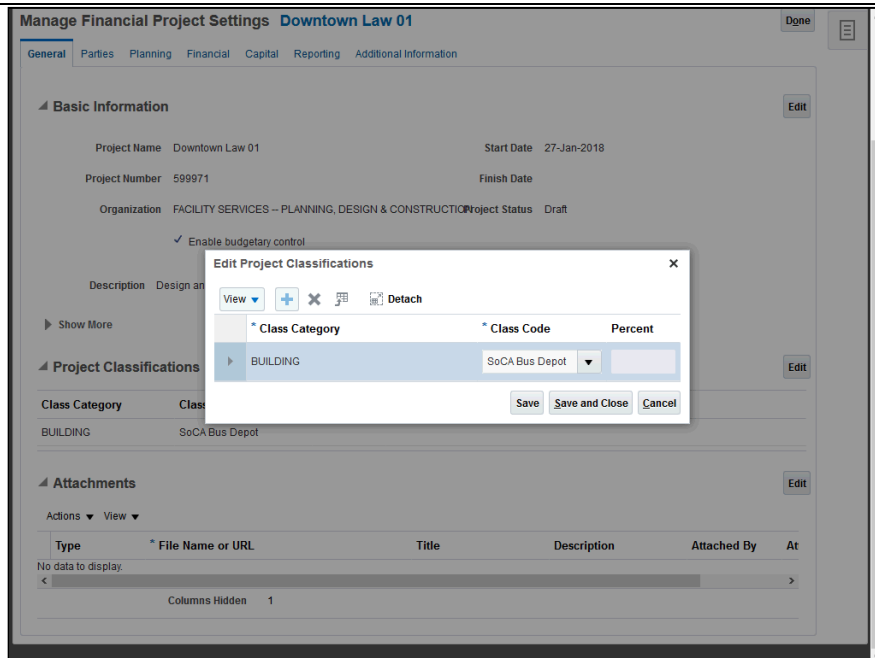 Manage Financial Project Settings Downtown Law 01
Done
General Parties Planning Financial Capital Reporting Additional Information
Basic Information
Edit
Project Name Downtown Law 01
Start Date 27-Jan-2018
Project Number 599971
Finish Date
Organization FACILITY SERVICES -- PLANNING, DESIGN & CONSTRUCTION
Project Status Draft
Enable budgetary control
Description Design an
Show More
Edit Project Classifications
View
Detach
* Class Category * Class Code Percent
BUILDING SoCA Bus Depot
Save Save and Close Cancel
Project Classifications
Edit
Class Category Class
BUILDING SoCA Bus Depot
Attachments
Edit
Actions View
Type * File Name or URL Title Description Attached By At
No data to display.
Columns Hidden 1